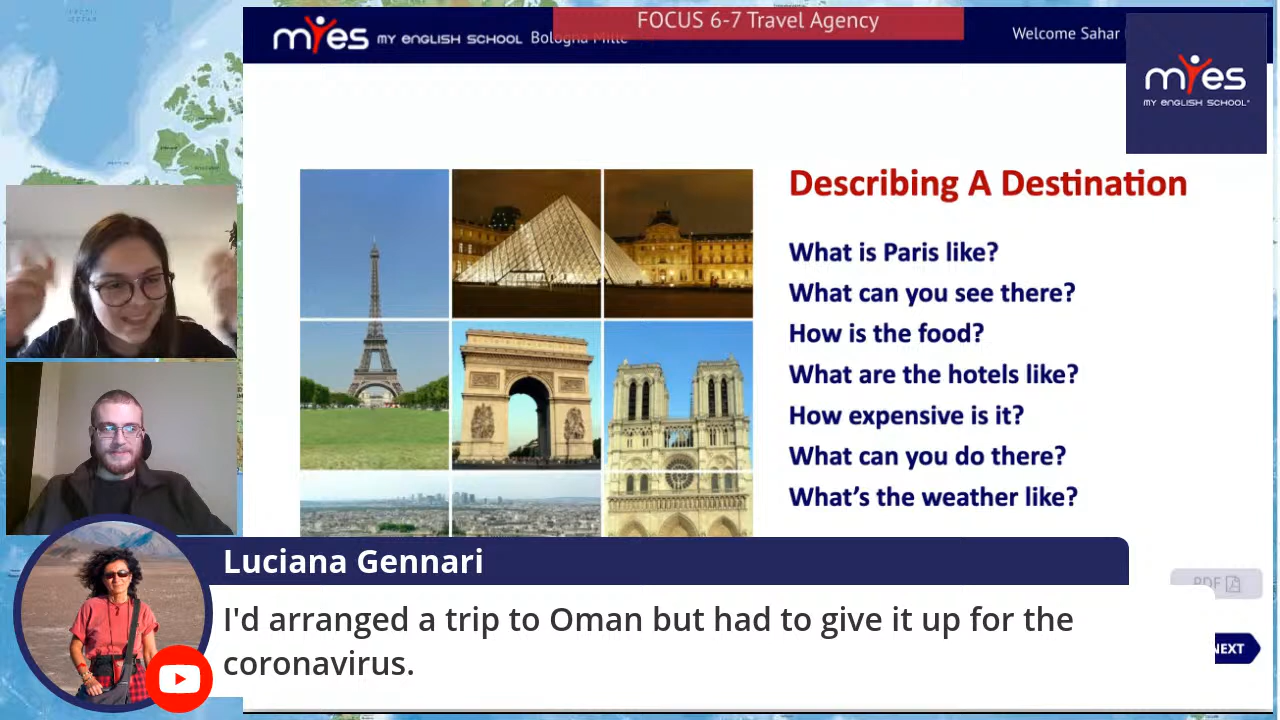 FOCUS 6-7 Travel Agency
myes MY ENGLISH SCHOOL Bologna Mille
Welcome Sahar
myes
MY ENGLISH SCHOOL
Describing A Destination
What is Paris like?
What can you see there?
How is the food?
What are the hotels like?
How expensive is it?
What can you do there?
What's the weather like?
PDF
NEXT
Luciana Gennari
I'd arranged a trip to Oman but had to give it up for the
coronavirus.